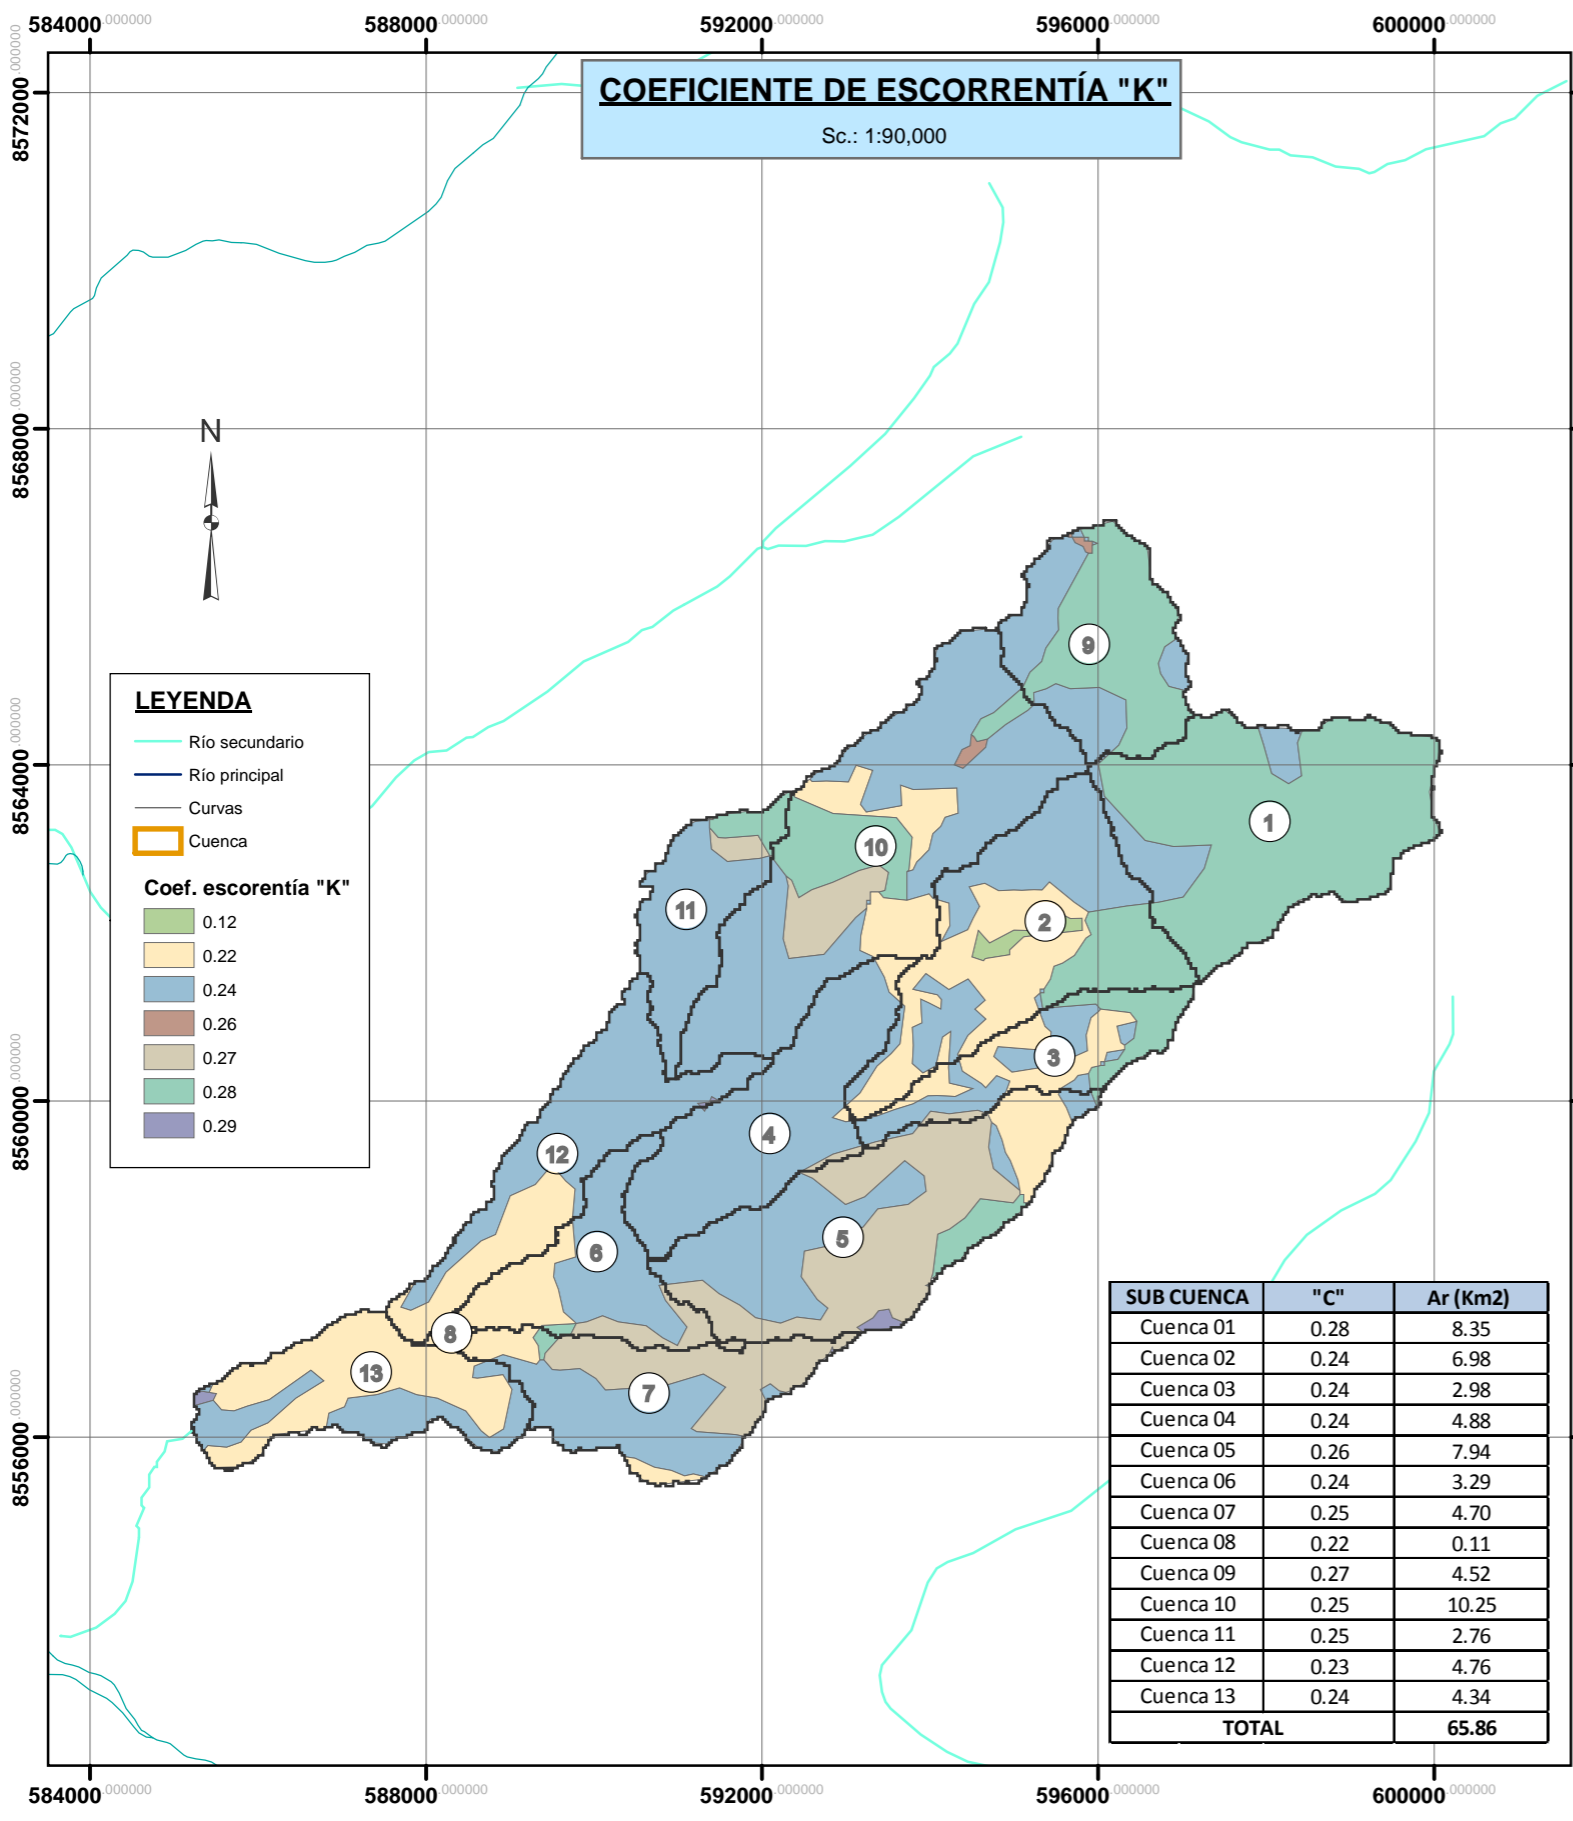 584000.000000 588000.000000 592000.000000 596000.000000 600000.000000
8572000.000000
8568000.000000
8564000.000000
8560000.000000
8556000.000000
COEFICIENTE DE ESCORRENTÍA "K"
Sc.: 1:90,000
N
LEYENDA
Río secundario
Río principal
Curvas
Cuenca
Coef. escorentía "K"
0.12
0.22
0.24
0.26
0.27
0.28
0.29
9
1
10
11
2
3
4
12
5
6
8
13
7
SUB CUENCA "C" Ar (Km2)
Cuenca 01 0.28 8.35
Cuenca 02 0.24 6.98
Cuenca 03 0.24 2.98
Cuenca 04 0.24 4.88
Cuenca 05 0.26 7.94
Cuenca 06 0.24 3.29
Cuenca 07 0.25 4.70
Cuenca 08 0.22 0.11
Cuenca 09 0.27 4.52
Cuenca 10 0.25 10.25
Cuenca 11 0.25 2.76
Cuenca 12 0.23 4.76
Cuenca 13 0.24 4.34
TOTAL 65.86
584000.000000 588000.000000 592000.000000 596000.000000 600000.000000